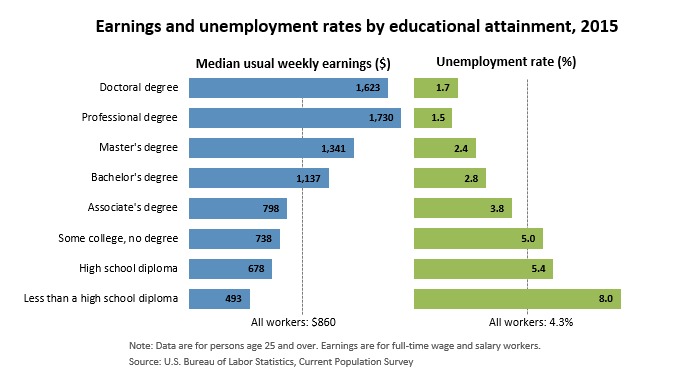 Earnings and unemployment rates by educational attainment, 2015
Median usual weekly earnings ($) Unemployment rate (%)
Doctoral degree 1,623 1.7
Professional degree 1,730 1.5
Master's degree 1,341 2.4
Bachelor's degree 1,137 2.8
Associate's degree 798 3.8
Some college, no degree 738 5.0
High school diploma 678 5.4
Less than a high school diploma 493 8.0
All workers: $860 All workers: 4.3%
Note: Data are for persons age 25 and over. Earnings are for full-time wage and salary workers.
Source: U.S. Bureau of Labor Statistics, Current Population Survey